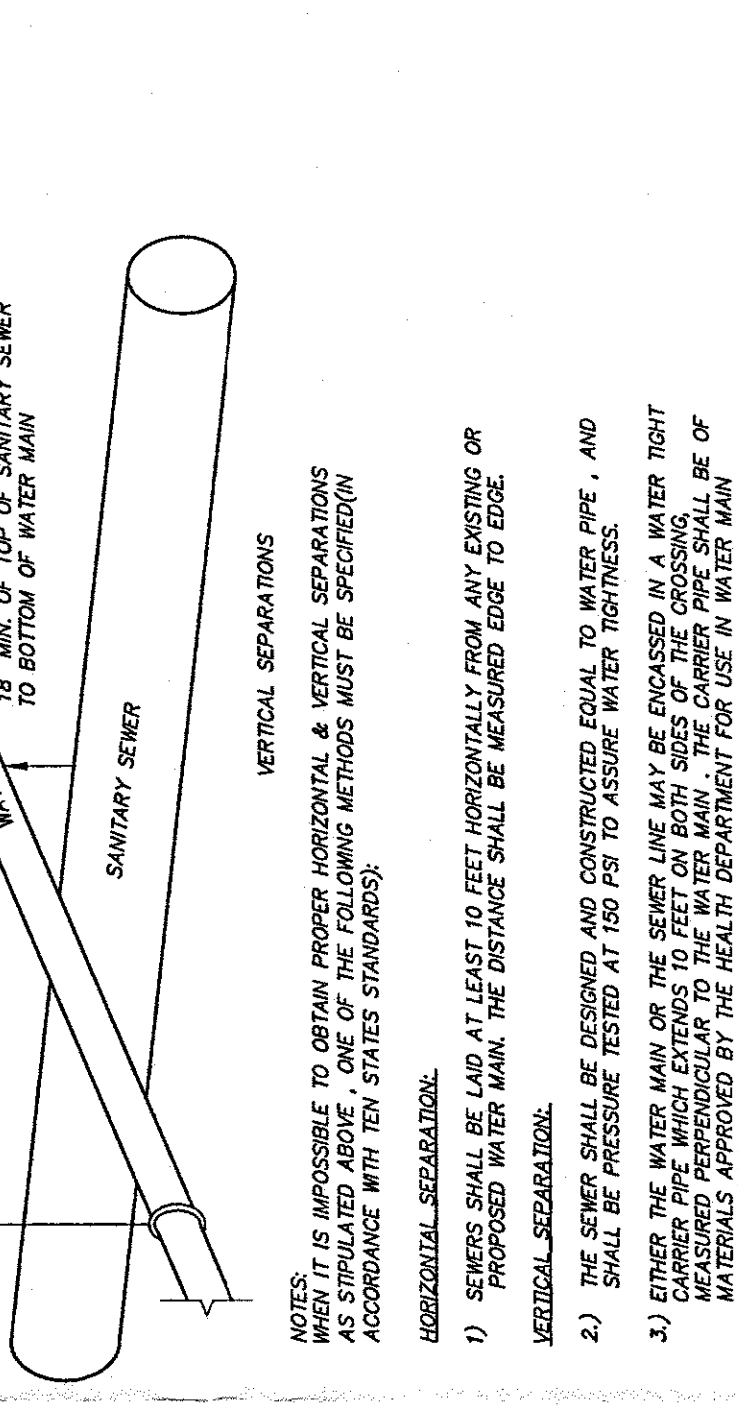 18" MIN. OF TOP OF SANITARY SEWER
TO BOTTOM OF WATER MAIN
SANITARY SEWER
VERTICAL SEPARATIONS
NOTES:
WHEN IT IS IMPOSSIBLE TO OBTAIN PROPER HORIZONTAL & VERTICAL SEPARATIONS
AS STIPULATED ABOVE , ONE OF THE FOLLOWING METHODS MUST BE SPECIFIED(IN
ACCORDANCE WITH TEN STATES STANDARDS):
HORIZONTAL SEPARATION:
1) SEWERS SHALL BE LAID AT LEAST 10 FEET HORIZONTALLY FROM ANY EXISTING OR
PROPOSED WATER MAIN. THE DISTANCE SHALL BE MEASURED EDGE TO EDGE.
VERTICAL SEPARATION:
2.) THE SEWER SHALL BE DESIGNED AND CONSTRUCTED EQUAL TO WATER PIPE , AND
SHALL BE PRESSURE TESTED AT 150 PSI TO ASSURE WATER TIGHTNESS.
3.) EITHER THE WATER MAIN OR THE SEWER LINE MAY BE ENCASSED IN A WATER TIGHT
CARRIER PIPE WHICH EXTENDS 10 FEET ON BOTH SIDES OF THE CROSSING,
MEASURED PERPENDICULAR TO THE WATER MAIN . THE CARRIER PIPE SHALL BE OF
MATERIALS APPROVED BY THE HEALTH DEPARTMENT FOR USE IN WATER MAIN